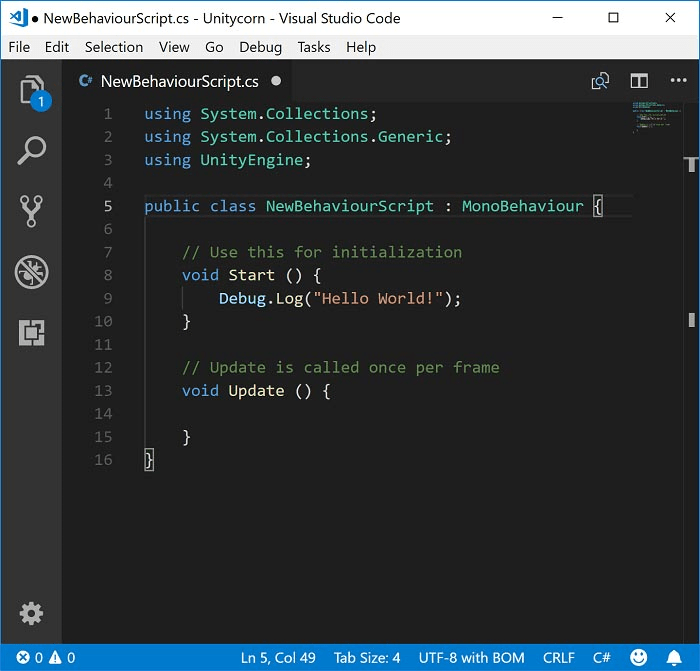 ● NewBehaviourScript.cs - Unitycorn - Visual Studio Code
File Edit Selection View Go Debug Tasks Help
1
C# NewBehaviourScript.cs ●
1 using System.Collections;
2 using System.Collections.Generic;
3 using UnityEngine;
4
5 public class NewBehaviourScript : MonoBehaviour {
6
7 // Use this for initialization
8 void Start () {
9 Debug.Log("Hello World!");
10 }
11
12 // Update is called once per frame
13 void Update () {
14
15 }
16 }
0 0 Ln 5, Col 49 Tab Size: 4 UTF-8 with BOM CRLF C#